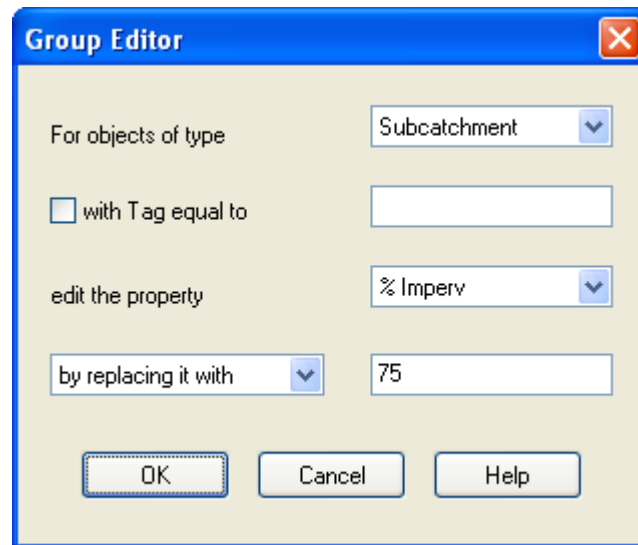 Group Editor
For objects of type Subcatchment
with Tag equal to
edit the property % Imperv
by replacing it with 75
OK Cancel Help